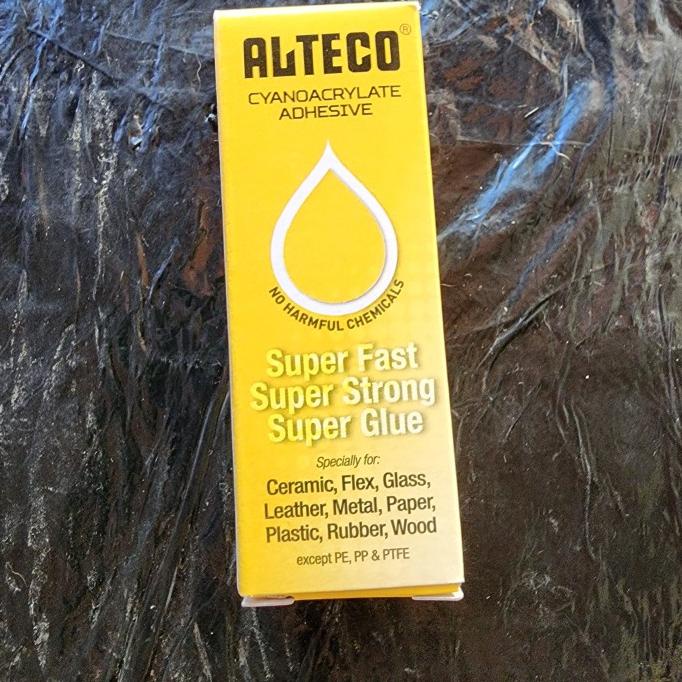 ALTECO®
CYANOACRYLATE
ADHESIVE
NO HARMFUL CHEMICALS
Super Fast
Super Strong
Super Glue
Specially for:
Ceramic, Flex, Glass,
Leather, Metal, Paper,
Plastic, Rubber, Wood
except PE, PP & PTFE